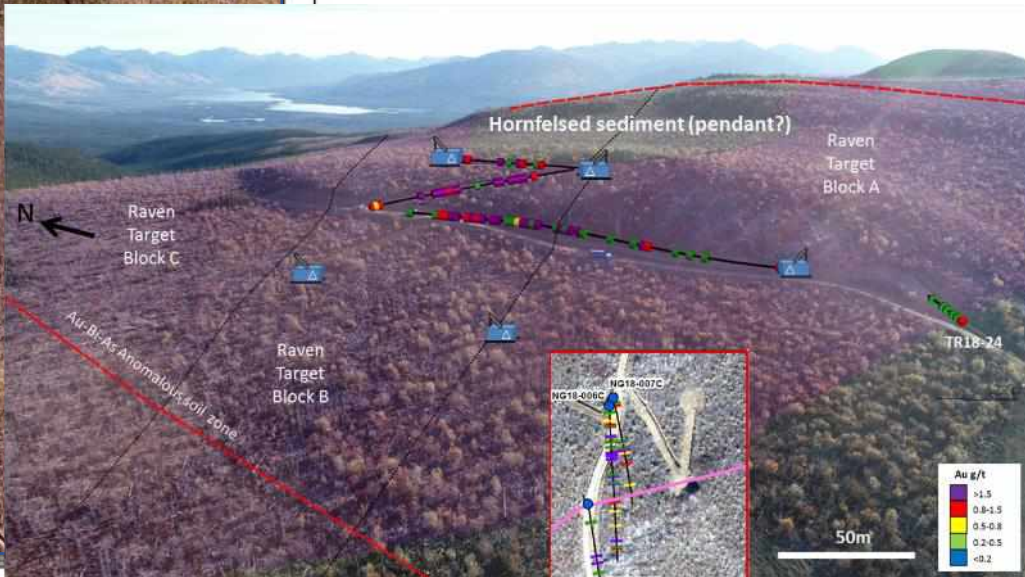 Hornfelsed sediment (pendant?)
Raven
Target
Block A
N
Raven
Target
Block C
Au-Bi-As Anomalous soil zone
Raven
Target
Block B
TR18-24
NG18-007C
NG18-006C
Au g/t
>1.5
0.8-1.5
0.5-0.8
0.2-0.5
<0.2
50m